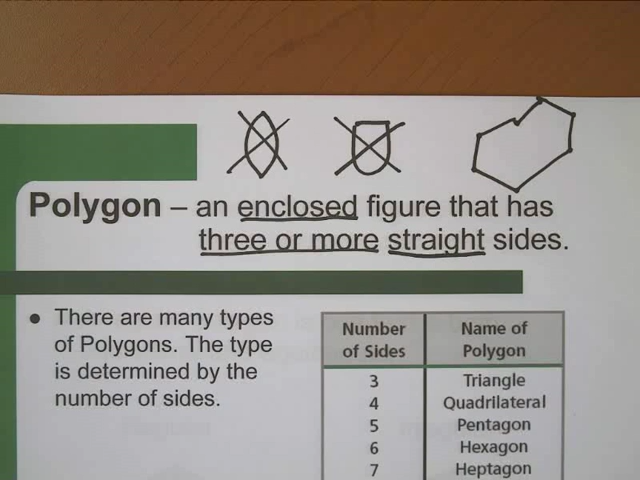 Polygon – an enclosed figure that has
three or more straight sides.
● There are many types
of Polygons. The type
is determined by the
number of sides.
Number of Sides Name of Polygon
3 Triangle
4 Quadrilateral
5 Pentagon
6 Hexagon
7 Heptagon